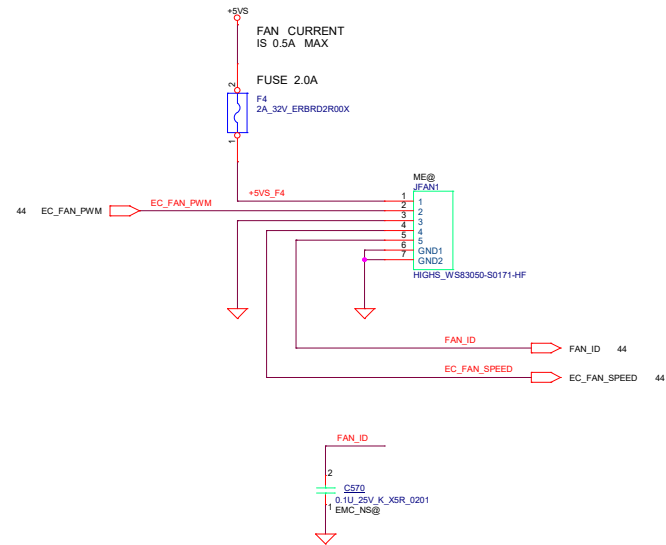 +5VS
FAN CURRENT
IS 0.5A MAX
FUSE 2.0A
2
F4
2A_32V_ERBRD2R00X
1
ME@
JFAN1
+5VS_F4
1 1
44 EC_FAN_PWM EC_FAN_PWM 2 2
3 3
4 4
5 5
6 GND1
7 GND2
HIGHS_WS83050-S0171-HF
FAN_ID FAN_ID 44
EC_FAN_SPEED EC_FAN_SPEED 44
FAN_ID
2
C570
0.1U_25V_K_X5R_0201
1 EMC_NS@